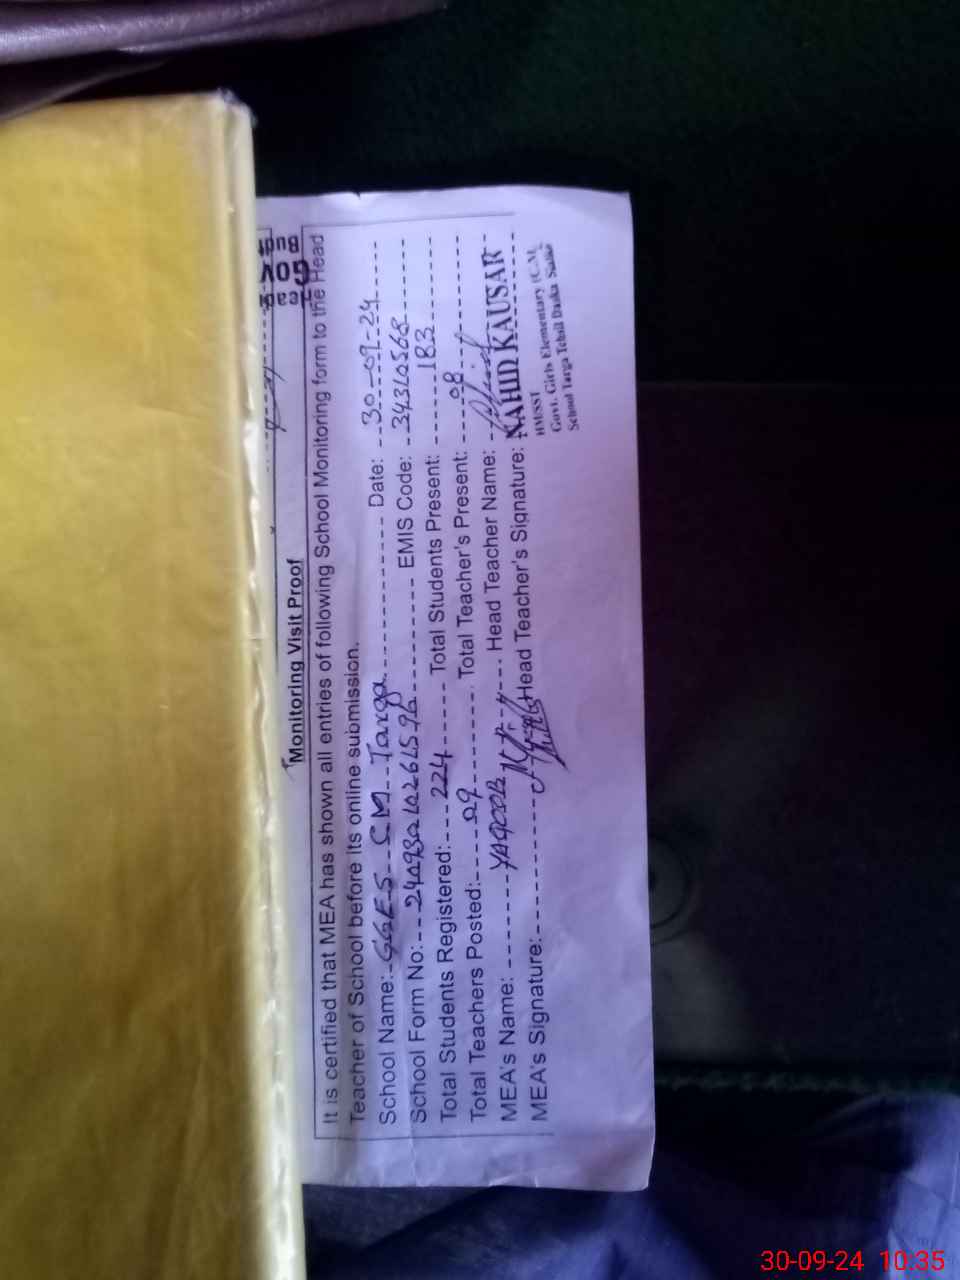 Monitoring Visit Proof
It is certified that MEA has shown all entries of following School Monitoring form to the Head
Teacher of School before its online submission.
School Name: GGES CM Targa Date: 30-09-24
School Form No: EMIS Code: 34310568
Total Students Registered: 224 Total Students Present: 183
Total Teachers Posted: 09 Total Teacher's Present: 08
MEA's Name: YAQOOB Head Teacher Name:
MEA's Signature: Head Teacher's Signature:
NAHID KAUSAR
HM/SST
Govt. Girls Elementary (C.M)
School Targa Tehsil Daska
30-09-24 10:35